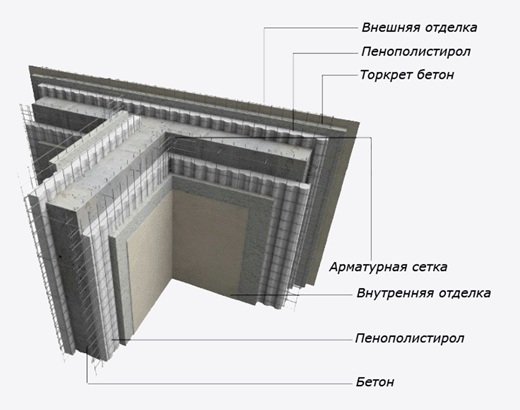 Внешняя отделка
Пенополистирол
Торкрет бетон
Арматурная сетка
Внутренняя отделка
Пенополистирол
Бетон